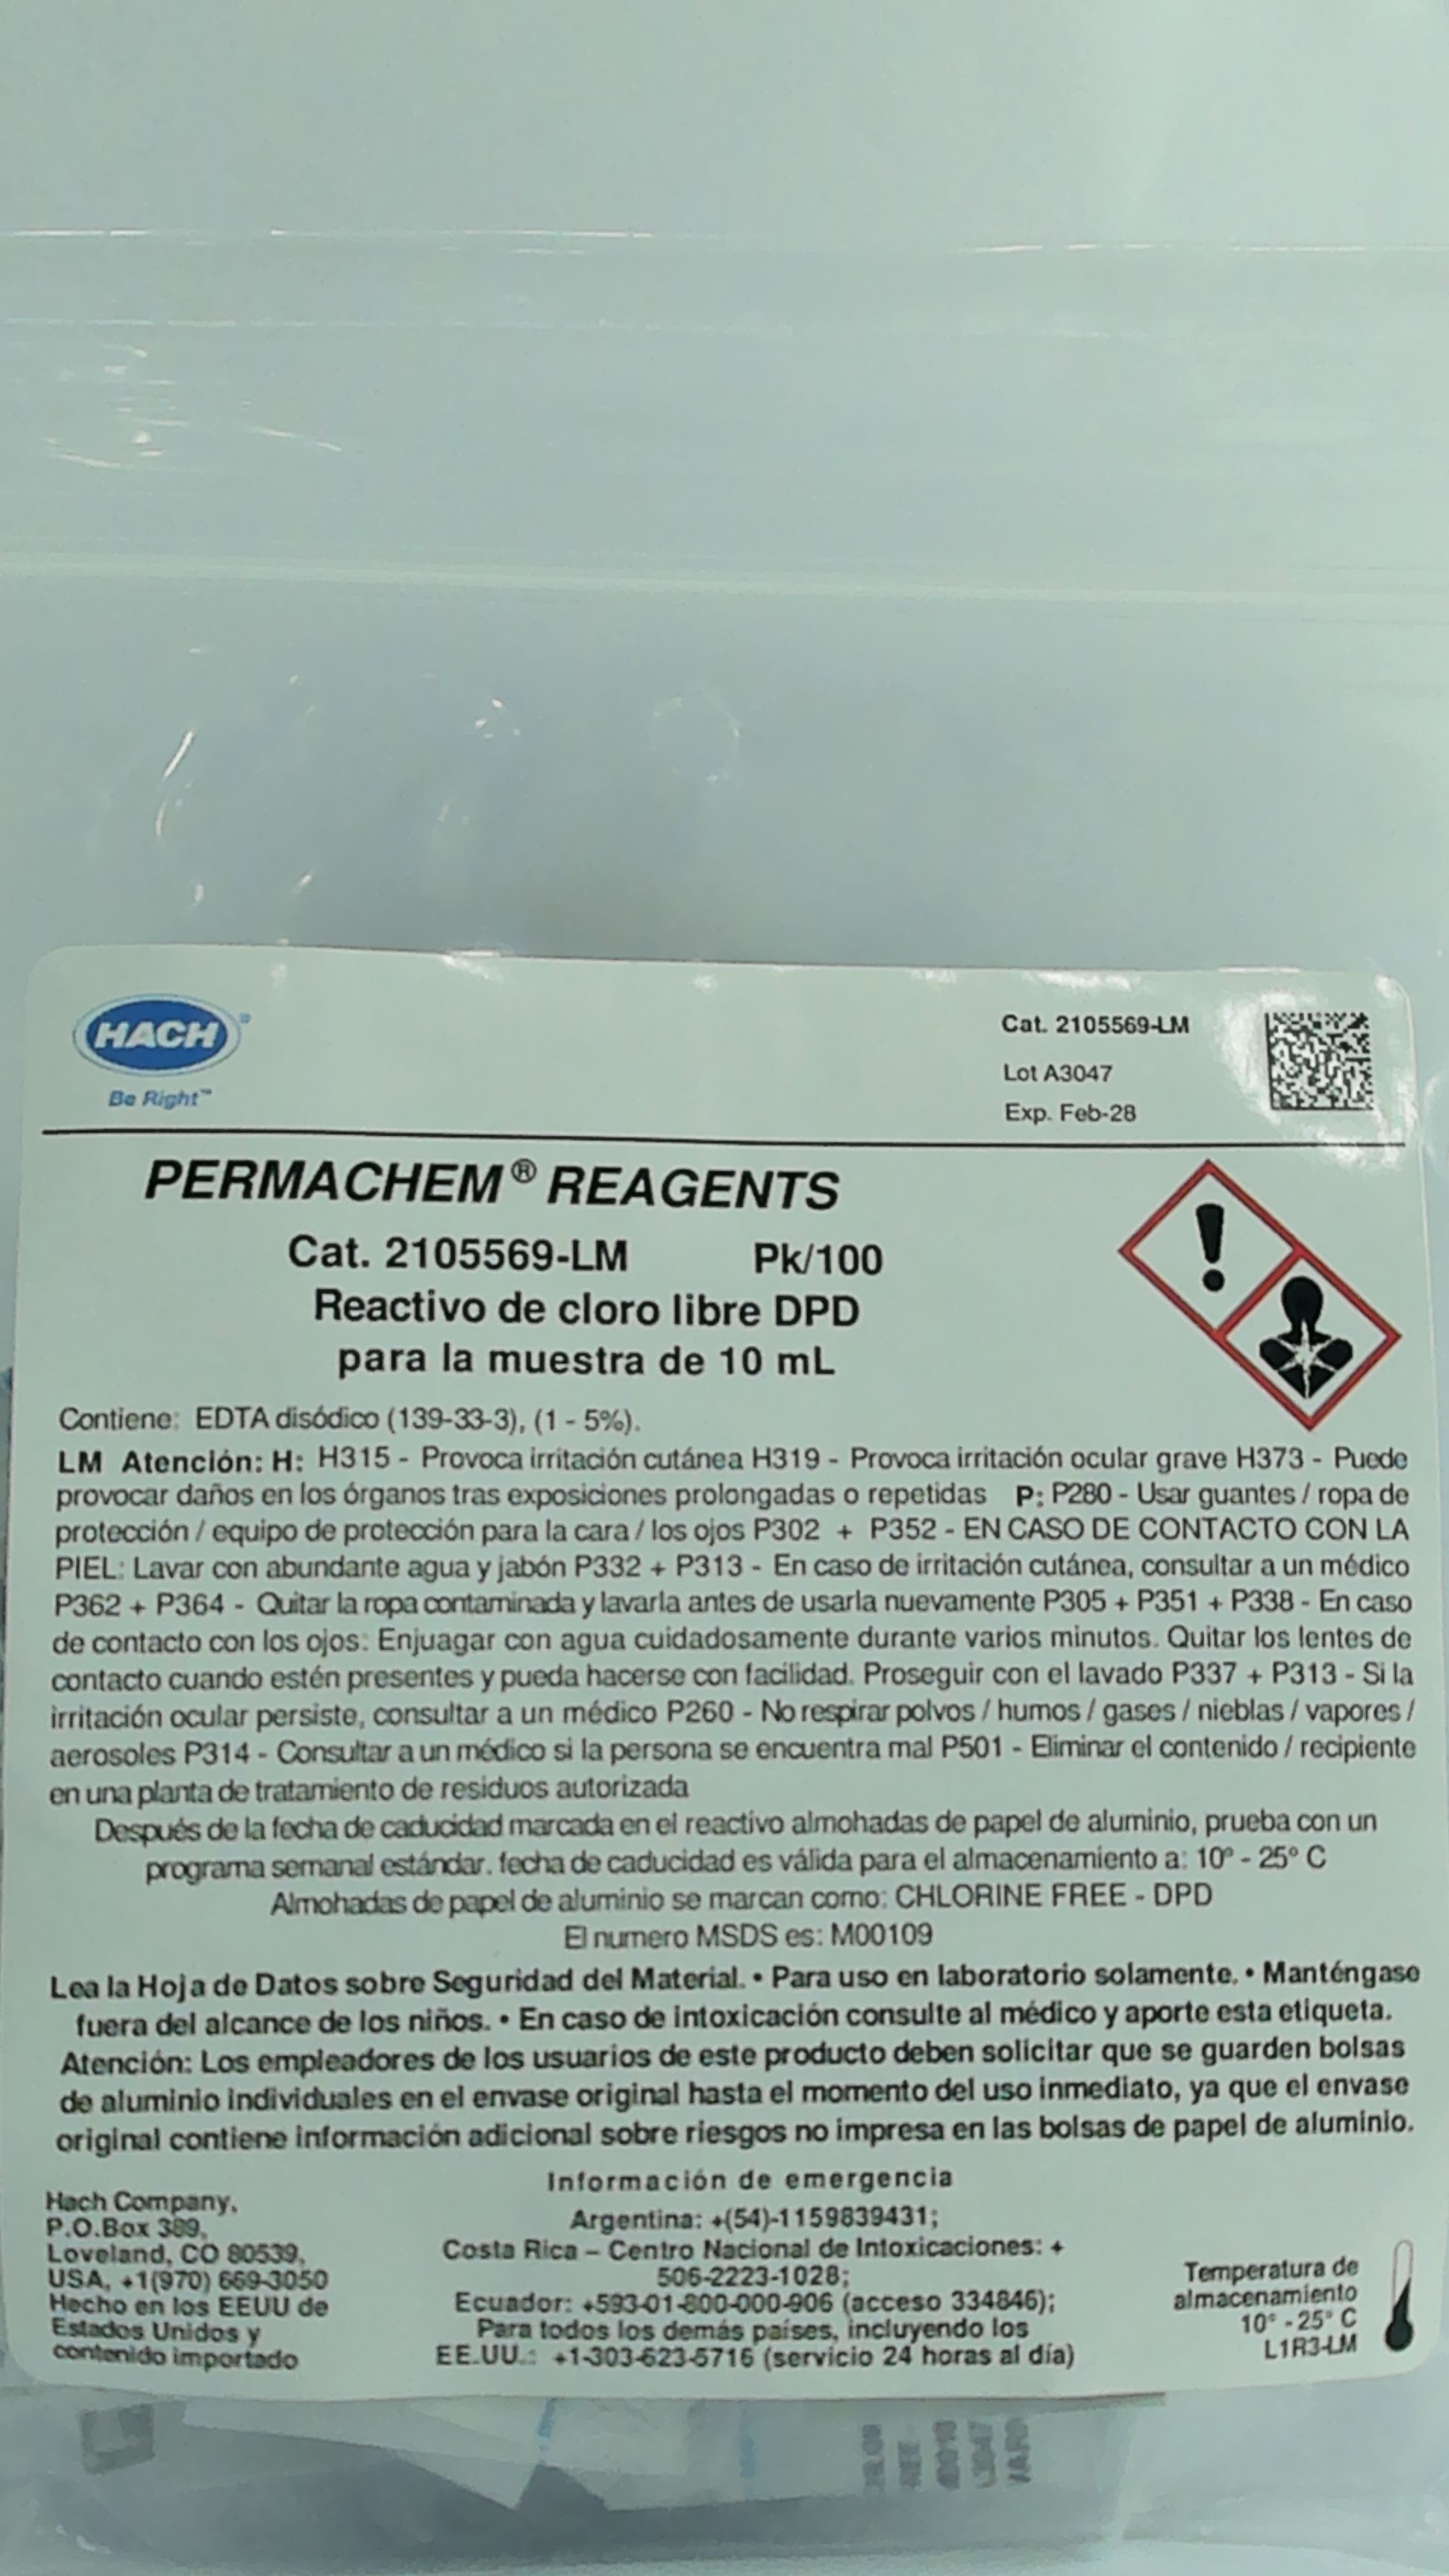 HACH®
Be Right™
Cat. 2105569-LM
Lot A3047
Exp. Feb-28
PERMACHEM® REAGENTS
Cat. 2105569-LM Pk/100
Reactivo de cloro libre DPD
para la muestra de 10 mL
Contiene: EDTA disódico (139-33-3), (1 - 5%).
LM Atención: H: H315 - Provoca irritación cutánea H319 - Provoca irritación ocular grave H373 - Puede
provocar daños en los órganos tras exposiciones prolongadas o repetidas P: P280 - Usar guantes / ropa de
protección / equipo de protección para la cara / los ojos P302 + P352 - EN CASO DE CONTACTO CON LA
PIEL: Lavar con abundante agua y jabón P332 + P313 - En caso de irritación cutánea, consultar a un médico
P362 + P364 - Quitar la ropa contaminada y lavarla antes de usarla nuevamente P305 + P351 + P338 - En caso
de contacto con los ojos: Enjuagar con agua cuidadosamente durante varios minutos. Quitar los lentes de
contacto cuando estén presentes y pueda hacerse con facilidad. Proseguir con el lavado P337 + P313 - Si la
irritación ocular persiste, consultar a un médico P260 - No respirar polvos / humos / gases / nieblas / vapores /
aerosoles P314 - Consultar a un médico si la persona se encuentra mal P501 - Eliminar el contenido / recipiente
en una planta de tratamiento de residuos autorizada
Después de la fecha de caducidad marcada en el reactivo almohadas de papel de aluminio, prueba con un
programa semanal estándar. fecha de caducidad es válida para el almacenamiento a: 10° - 25° C
Almohadas de papel de aluminio se marcan como: CHLORINE FREE - DPD
El numero MSDS es: M00109
Lea la Hoja de Datos sobre Seguridad del Material. • Para uso en laboratorio solamente. • Manténgase
fuera del alcance de los niños. • En caso de intoxicación consulte al médico y aporte esta etiqueta.
Atención: Los empleadores de los usuarios de este producto deben solicitar que se guarden bolsas
de aluminio individuales en el envase original hasta el momento del uso inmediato, ya que el envase
original contiene información adicional sobre riesgos no impresa en las bolsas de papel de aluminio.
Hach Company,
P.O.Box 389,
Loveland, CO 80539,
USA, +1(970) 669-3050
Hecho en los EEUU de
Estados Unidos y
contenido importado
Información de emergencia
Argentina: +(54)-1159839431;
Costa Rica – Centro Nacional de Intoxicaciones: +
506-2223-1028;
Ecuador: +593-01-800-000-906 (acceso 334846);
Para todos los demás países, incluyendo los
EE.UU.: +1-303-623-5716 (servicio 24 horas al día)
Temperatura de
almacenamiento
10° - 25° C
L1R3-LM